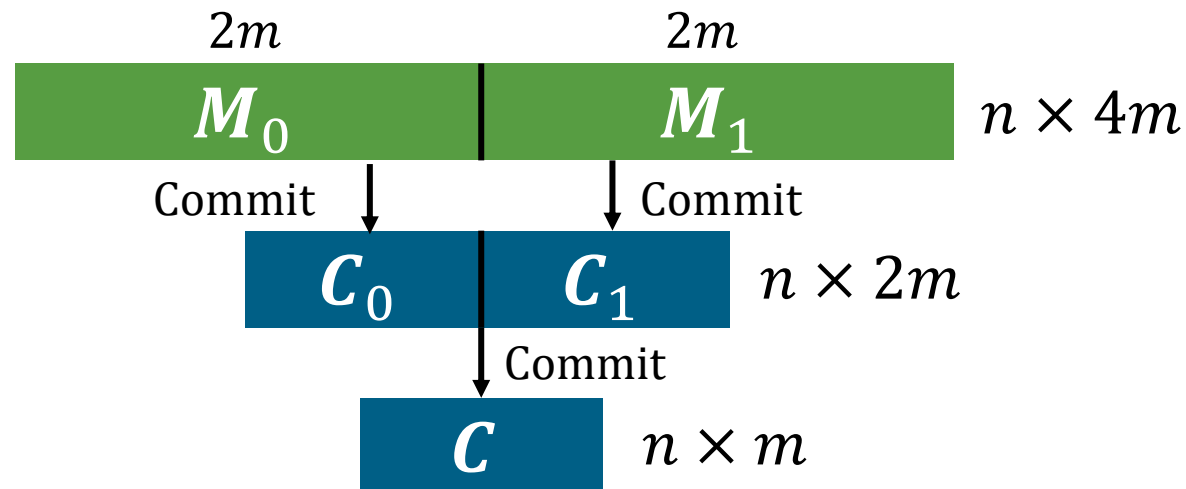 2m 2m
M₀ M₁ n × 4m
Commit Commit
C₀ C₁ n × 2m
Commit
C n × m